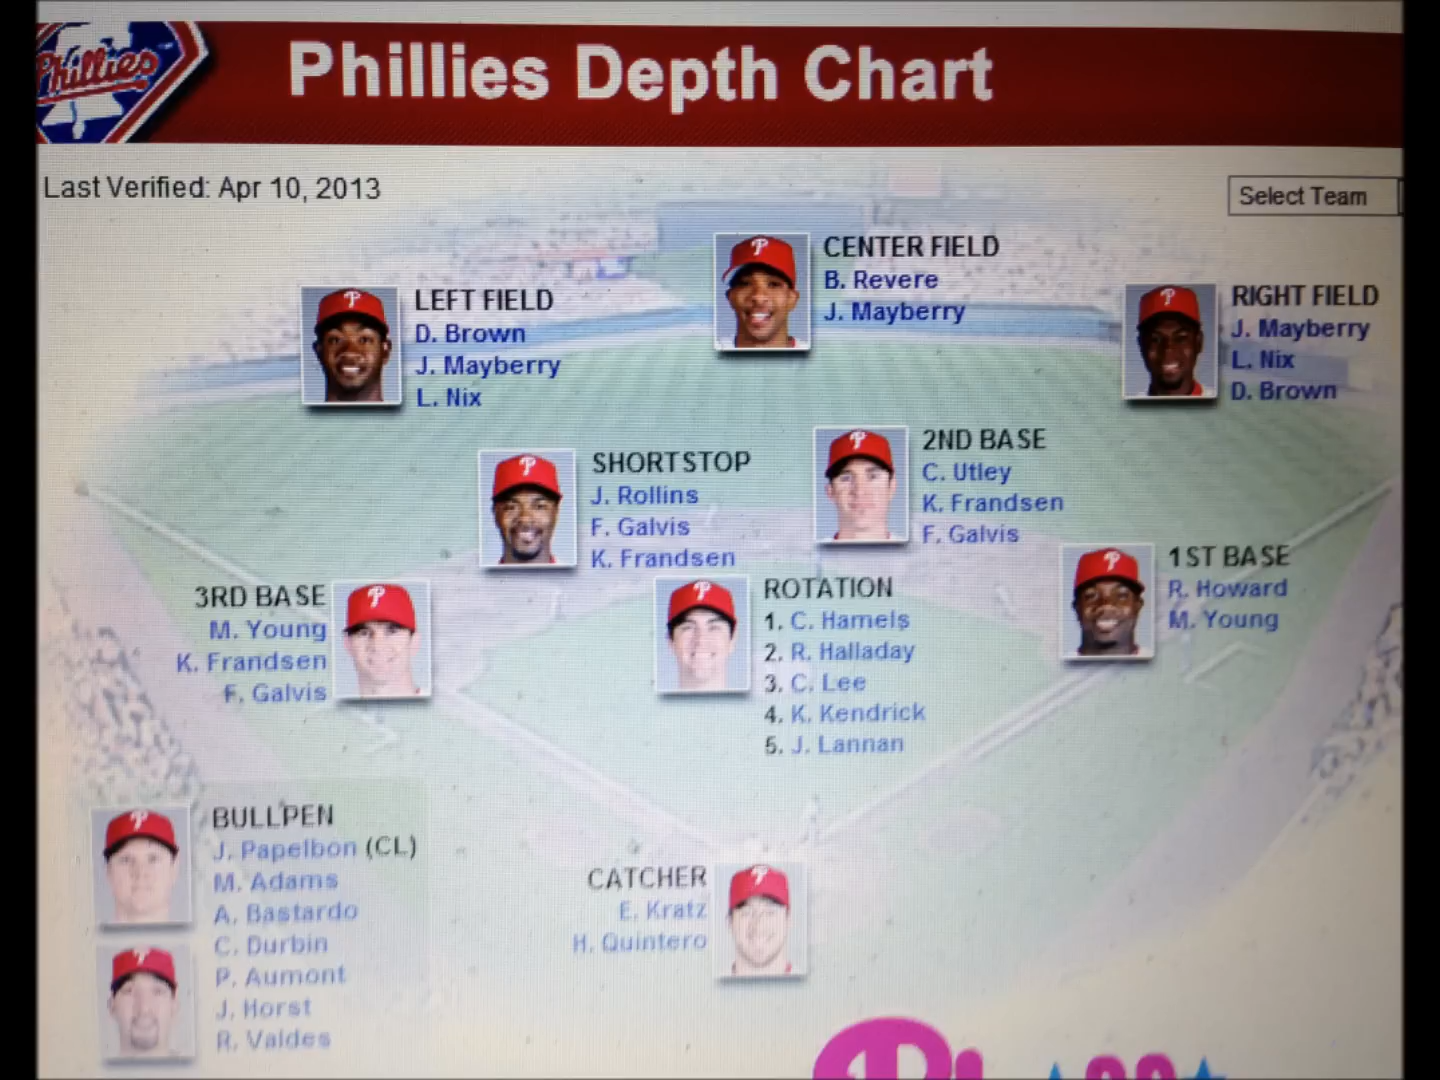 Phillies
Phillies Depth Chart
Last Verified: Apr 10, 2013
Select Team
CENTER FIELD
B. Revere
J. Mayberry
LEFT FIELD
D. Brown
J. Mayberry
L. Nix
RIGHT FIELD
J. Mayberry
L. Nix
D. Brown
2ND BASE
C. Utley
K. Frandsen
F. Galvis
SHORTSTOP
J. Rollins
F. Galvis
K. Frandsen
1ST BASE
R. Howard
M. Young
3RD BASE
M. Young
K. Frandsen
F. Galvis
ROTATION
1. C. Hamels
2. R. Halladay
3. C. Lee
4. K. Kendrick
5. J. Lannan
BULLPEN
J. Papelbon (CL)
M. Adams
A. Bastardo
C. Durbin
P. Aumont
J. Horst
R. Valdes
CATCHER
E. Kratz
H. Quintero